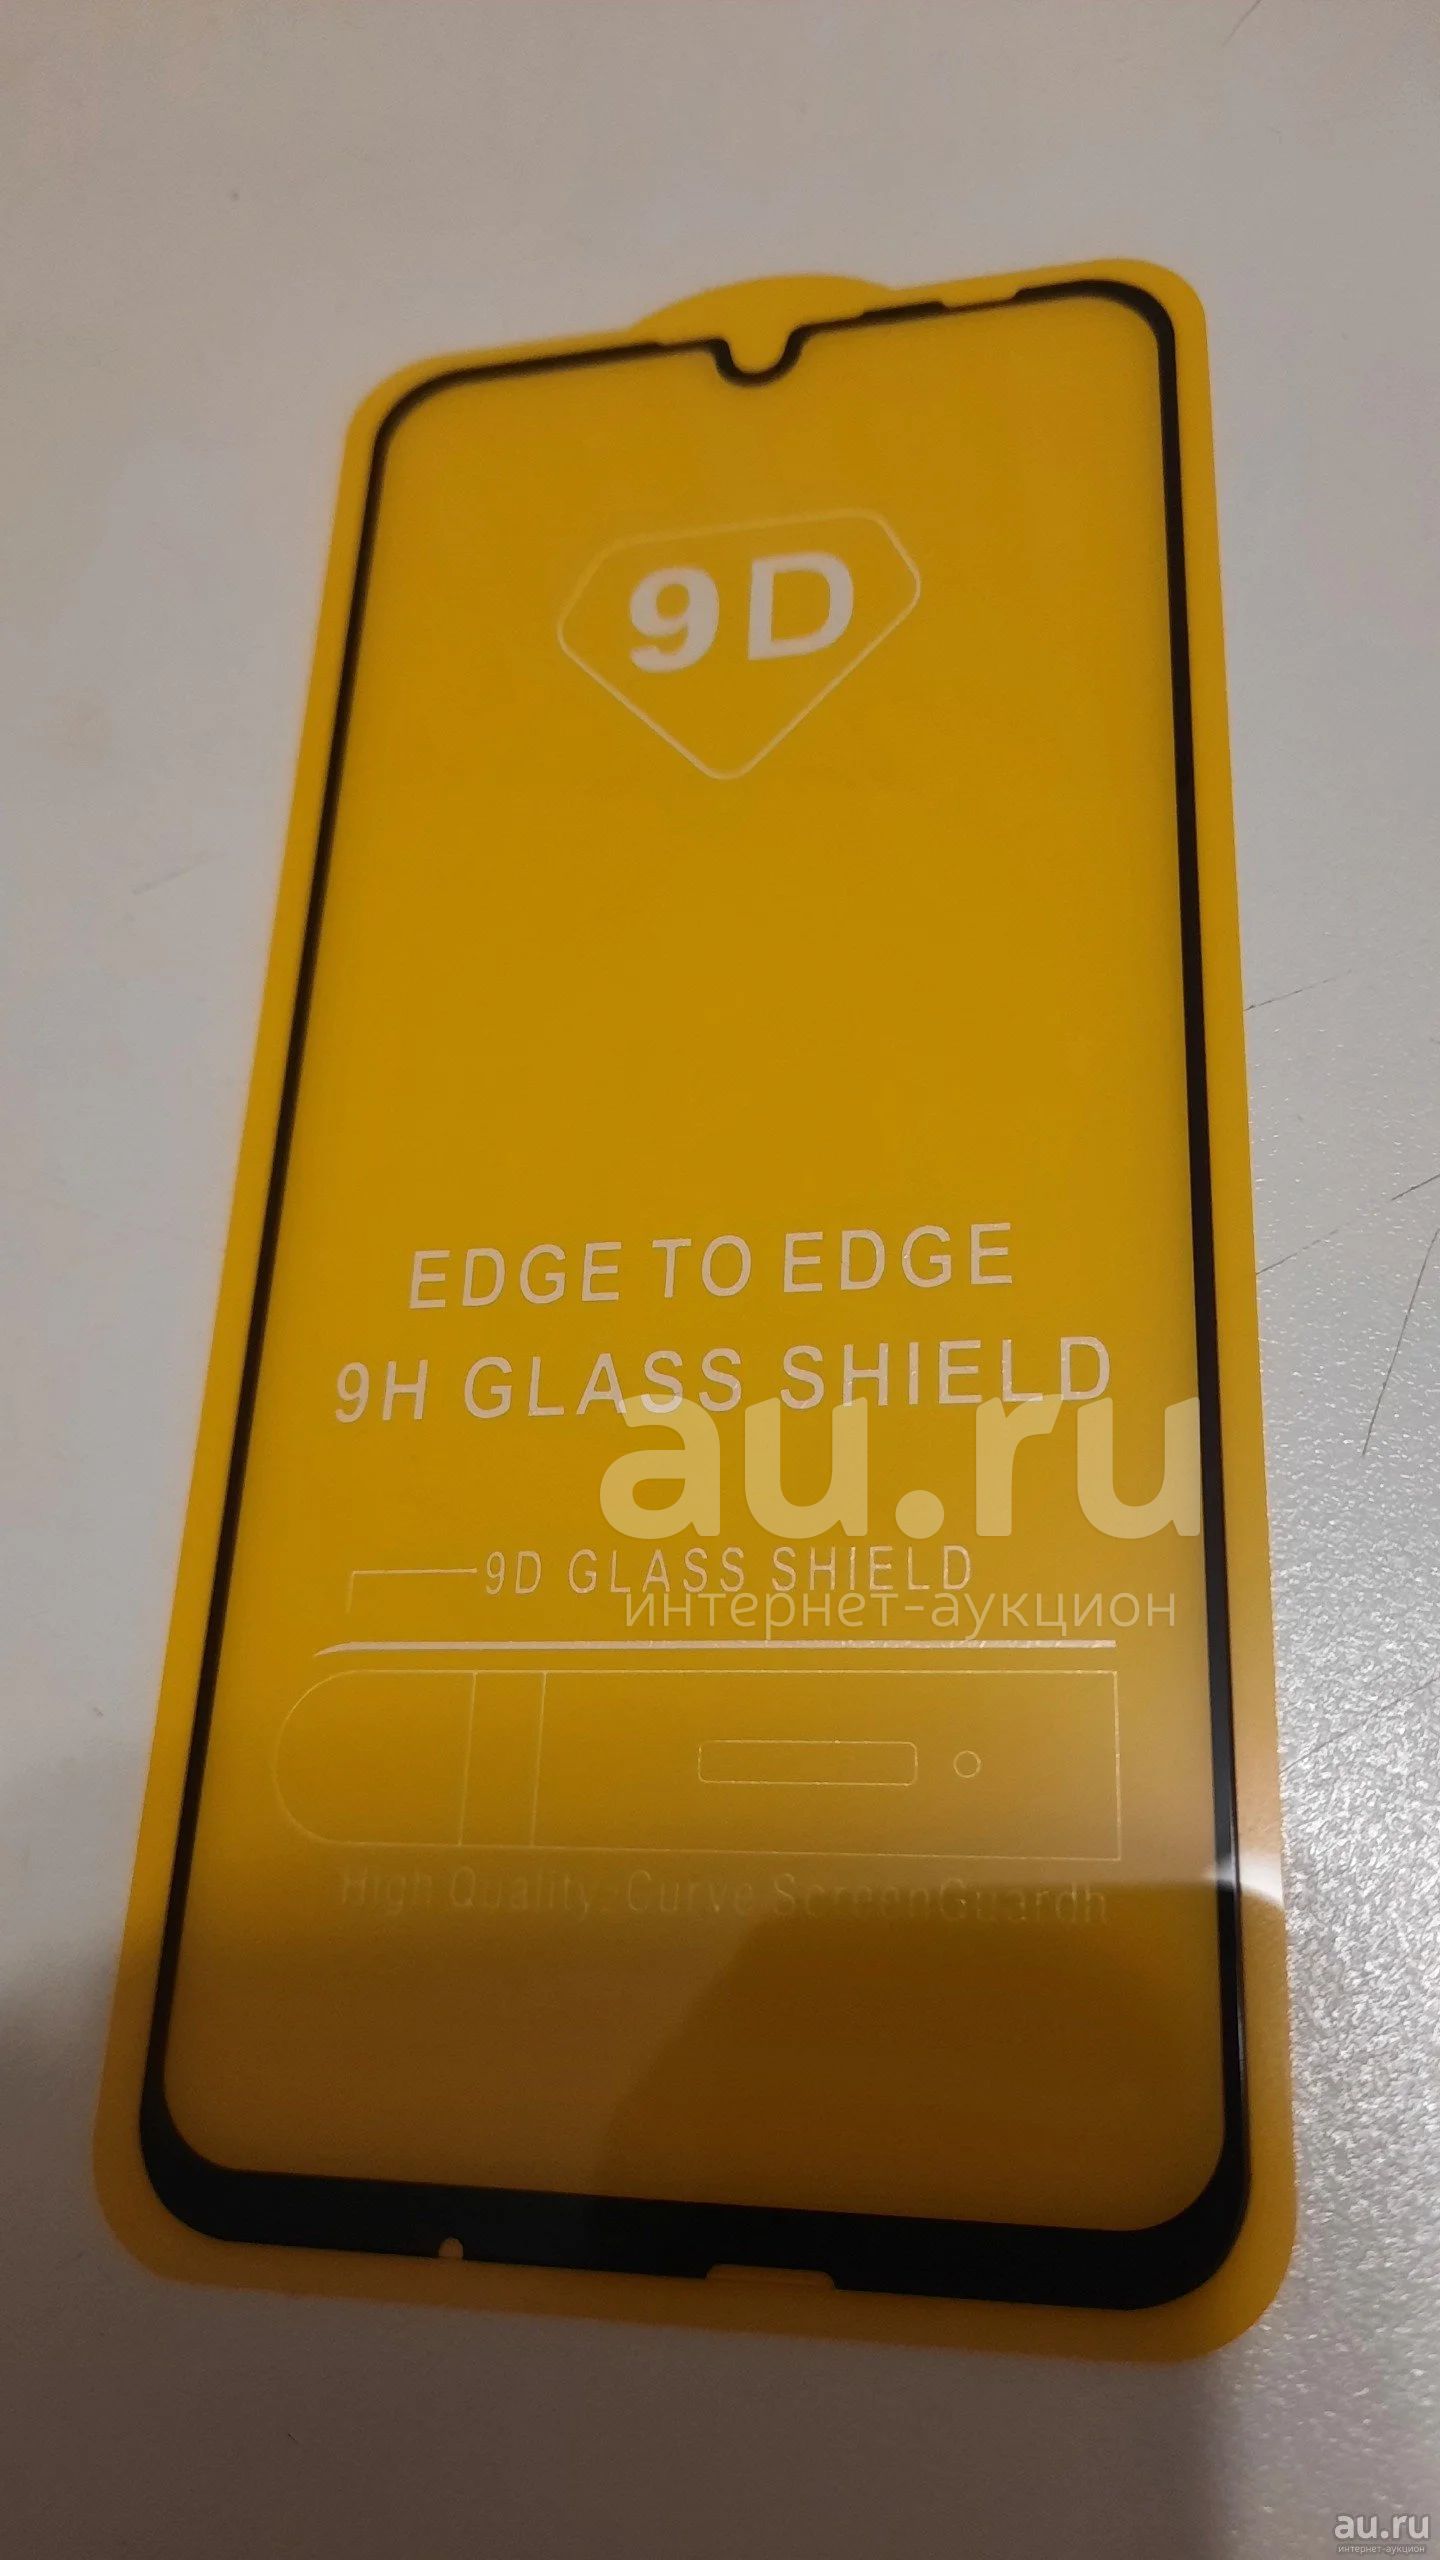 9D
EDGE TO EDGE
9H GLASS SHIELD
au.ru
9D GLASS SHIELD
интернет-аукцион
High Quality: Curve ScreenGuardh
au.ru
интернет-аукцион